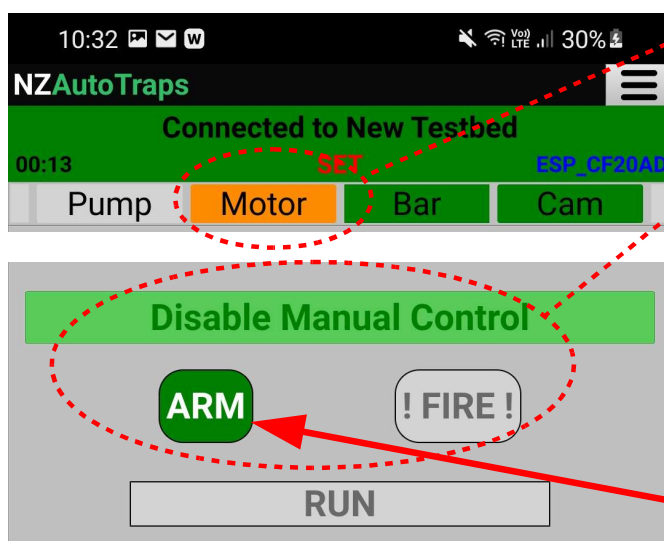 10:32 30%
NZAutoTraps
Connected to New Testbed
00:13 SET ESP_CF20AD
Pump Motor Bar Cam
Disable Manual Control
ARM ! FIRE !
RUN